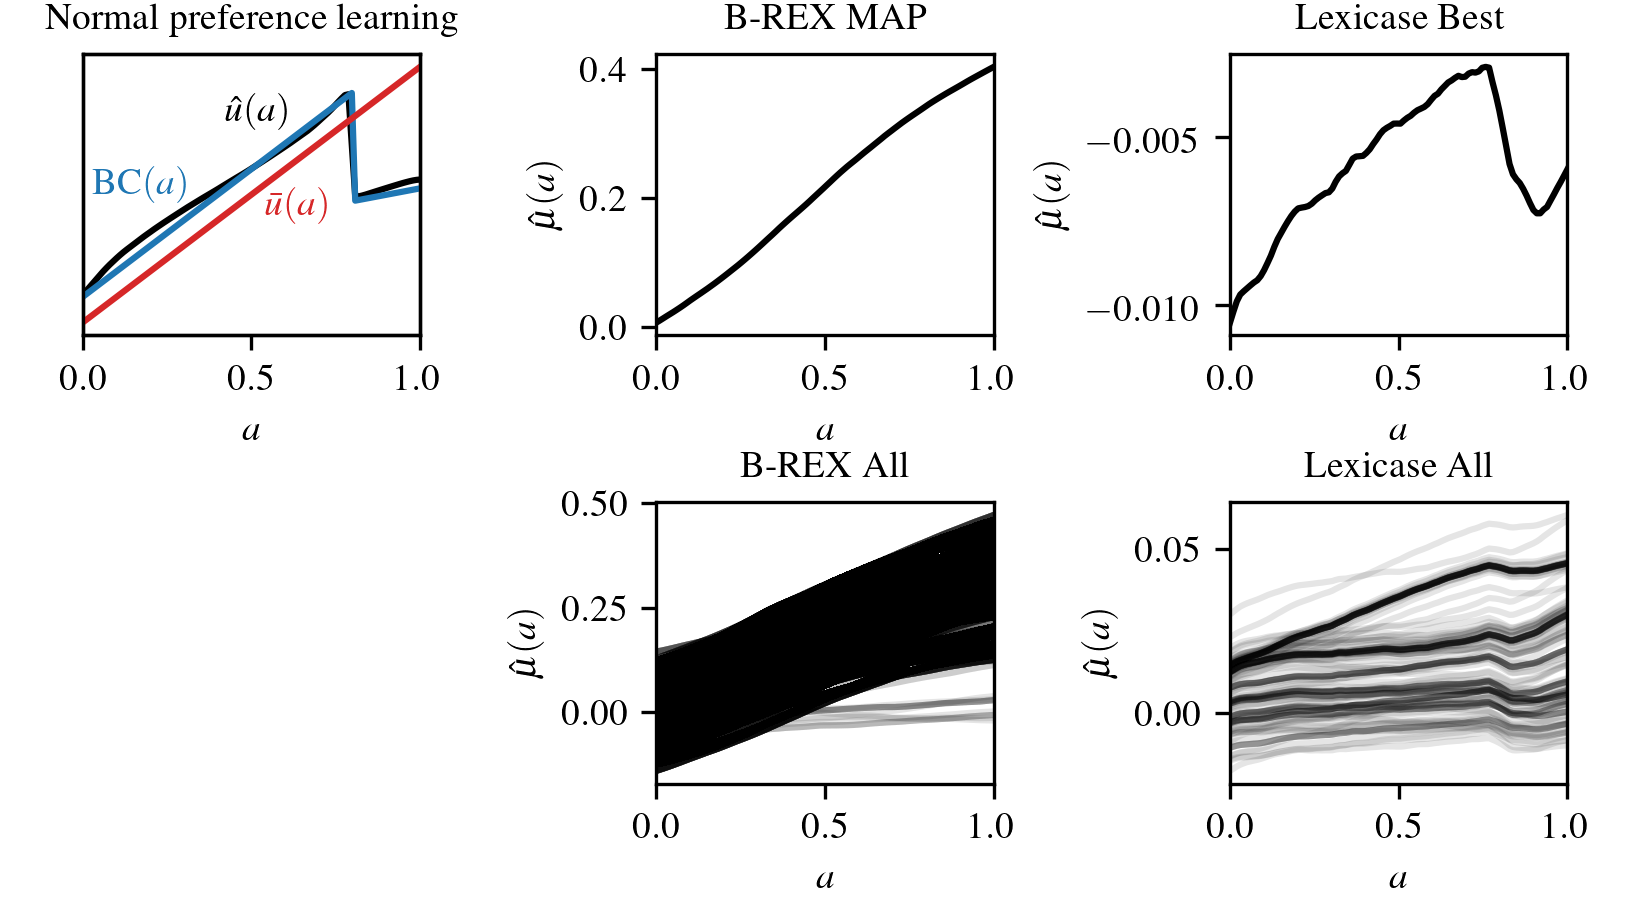 Normal preference learning
û(a)
BC(a)
ū(a)
0.0 0.5 1.0
a
B-REX MAP
0.4
0.2
0.0
μ̂(a)
0.0 0.5 1.0
a
Lexicase Best
−0.005
−0.010
μ̂(a)
0.0 0.5 1.0
a
B-REX All
0.50
0.25
0.00
μ̂(a)
0.0 0.5 1.0
a
Lexicase All
0.05
0.00
μ̂(a)
0.0 0.5 1.0
a